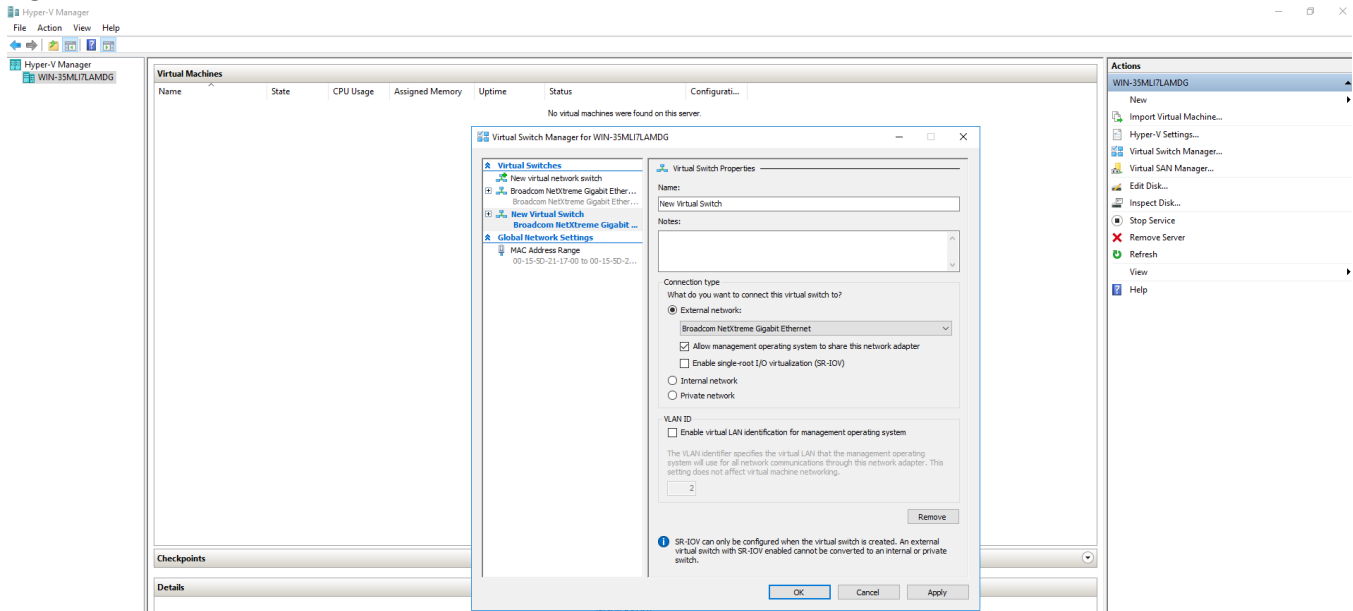 Hyper-V Manager
File Action View Help
Hyper-V Manager
WIN-35MLI7LAMDG
Virtual Machines
Name State CPU Usage Assigned Memory Uptime Status Configurati...
No virtual machines were found on this server.
Virtual Switch Manager for WIN-35MLI7LAMDG
Virtual Switches
New virtual network switch
Broadcom NetXtreme Gigabit Ether...
Broadcom NetXtreme Gigabit Ether...
New Virtual Switch
Broadcom NetXtreme Gigabit ...
Global Network Settings
MAC Address Range
00-15-5D-21-17-00 to 00-15-5D-2...
Virtual Switch Properties
Name:
New Virtual Switch
Notes:
Connection type
What do you want to connect this virtual switch to?
External network:
Broadcom NetXtreme Gigabit Ethernet
Allow management operating system to share this network adapter
Enable single-root I/O virtualization (SR-IOV)
Internal network
Private network
VLAN ID
Enable virtual LAN identification for management operating system
The VLAN identifier specifies the virtual LAN that the management operating
system will use for all network communications through this network adapter. This
setting does not affect virtual machine networking.
2
Remove
SR-IOV can only be configured when the virtual switch is created. An external
virtual switch with SR-IOV enabled cannot be converted to an internal or private
switch.
OK Cancel Apply
Checkpoints
Details
Actions
WIN-35MLI7LAMDG
New
Import Virtual Machine...
Hyper-V Settings...
Virtual Switch Manager...
Virtual SAN Manager...
Edit Disk...
Inspect Disk...
Stop Service
Remove Server
Refresh
View
Help